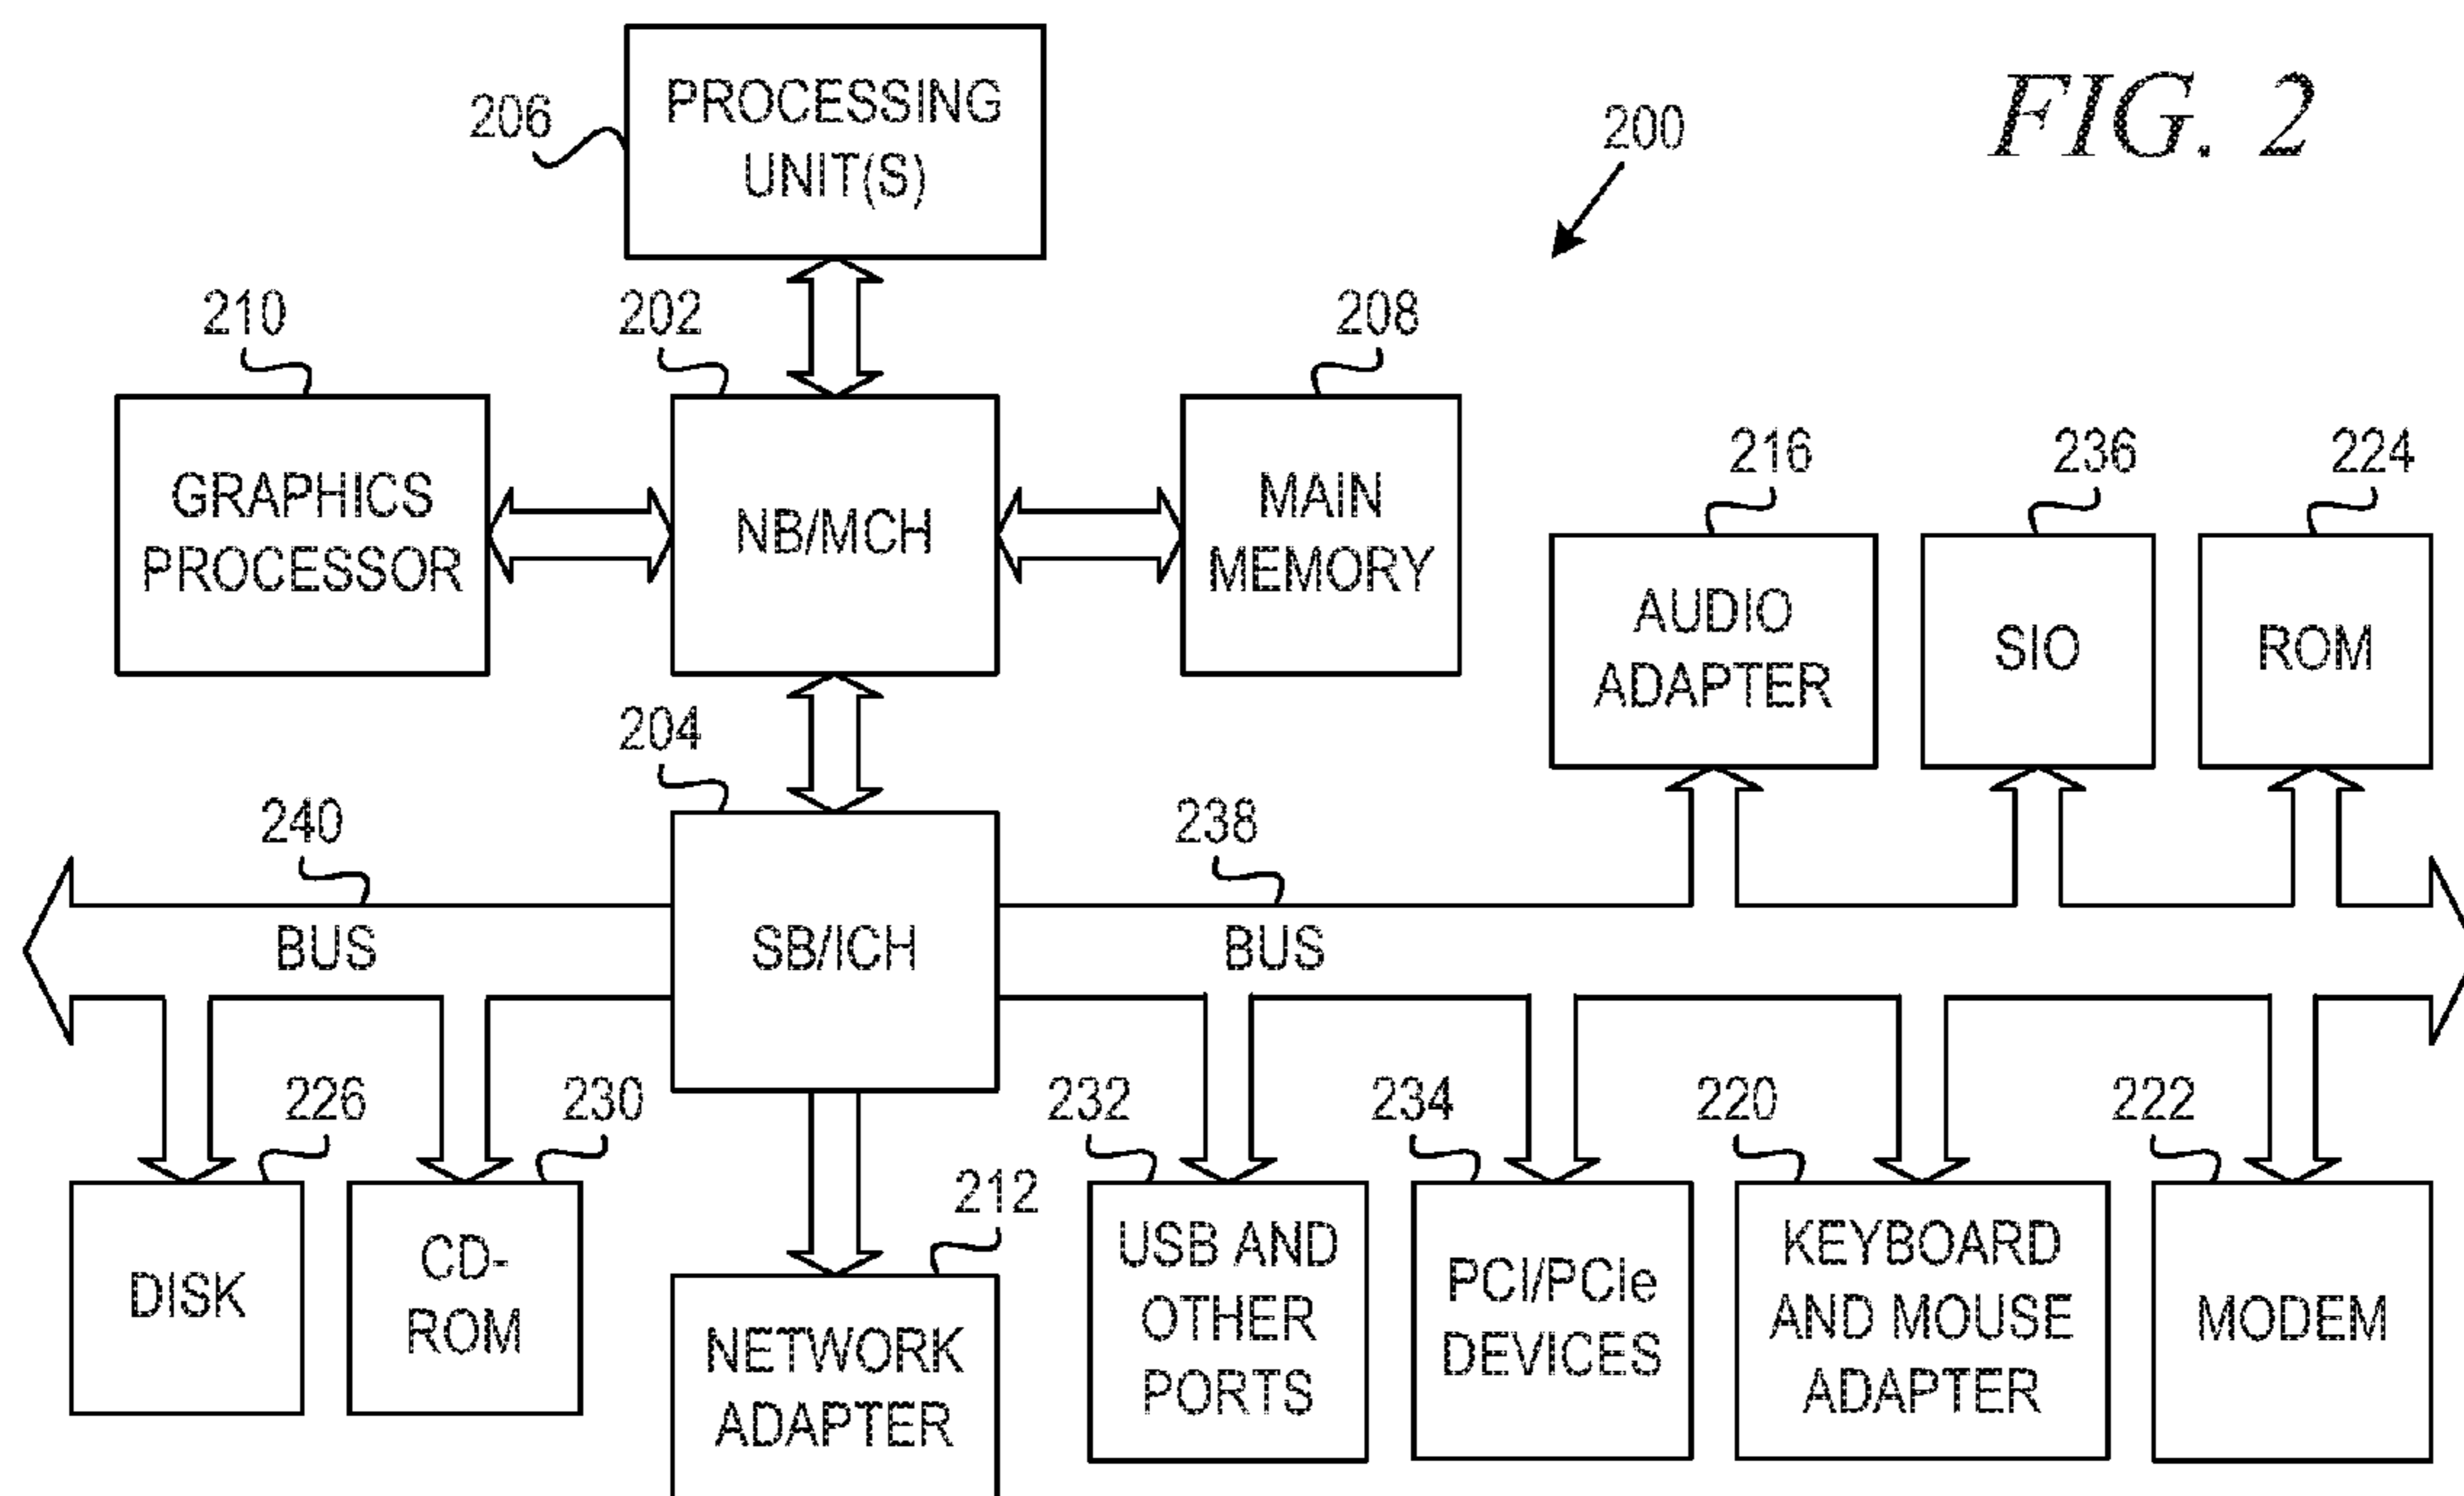 FIG. 2
200
206
PROCESSING
UNIT(S)
210
202
208
GRAPHICS
PROCESSOR
NB/MCH
MAIN
MEMORY
216
236
224
AUDIO
ADAPTER
SIO
ROM
204
240
238
BUS
SB/ICH
BUS
226
230
212
232
234
220
222
DISK
CD-
ROM
NETWORK
ADAPTER
USB AND
OTHER
PORTS
PCI/PCIe
DEVICES
KEYBOARD
AND MOUSE
ADAPTER
MODEM